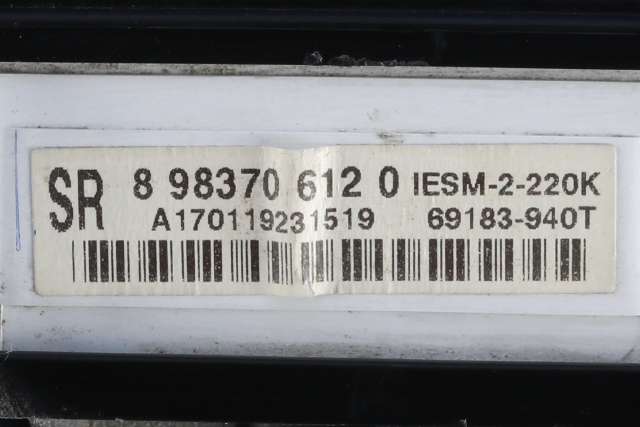 SR 8 98370 612 0 IESM-2-220K
A170119231519 69183-940T